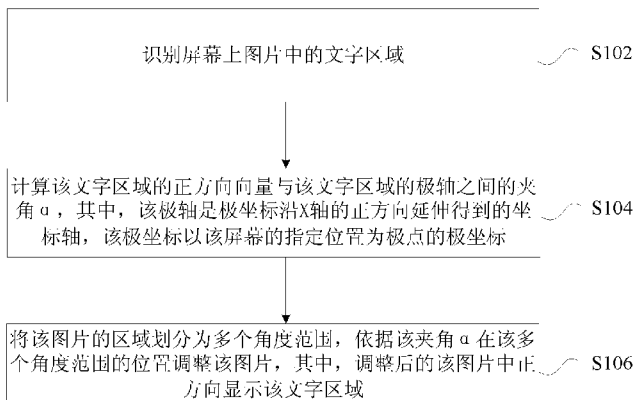 识别屏幕上图片中的文字区域
S102
计算该文字区域的正方向向量与该文字区域的极轴之间的夹
角α，其中，该极轴是极坐标沿X轴的正方向延伸得到的坐
标轴，该极坐标以该屏幕的指定位置为极点的极坐标
S104
将该图片的区域划分为多个角度范围，依据该夹角α在该多
个角度范围的位置调整该图片，其中，调整后的该图片中正
方向显示该文字区域
S106